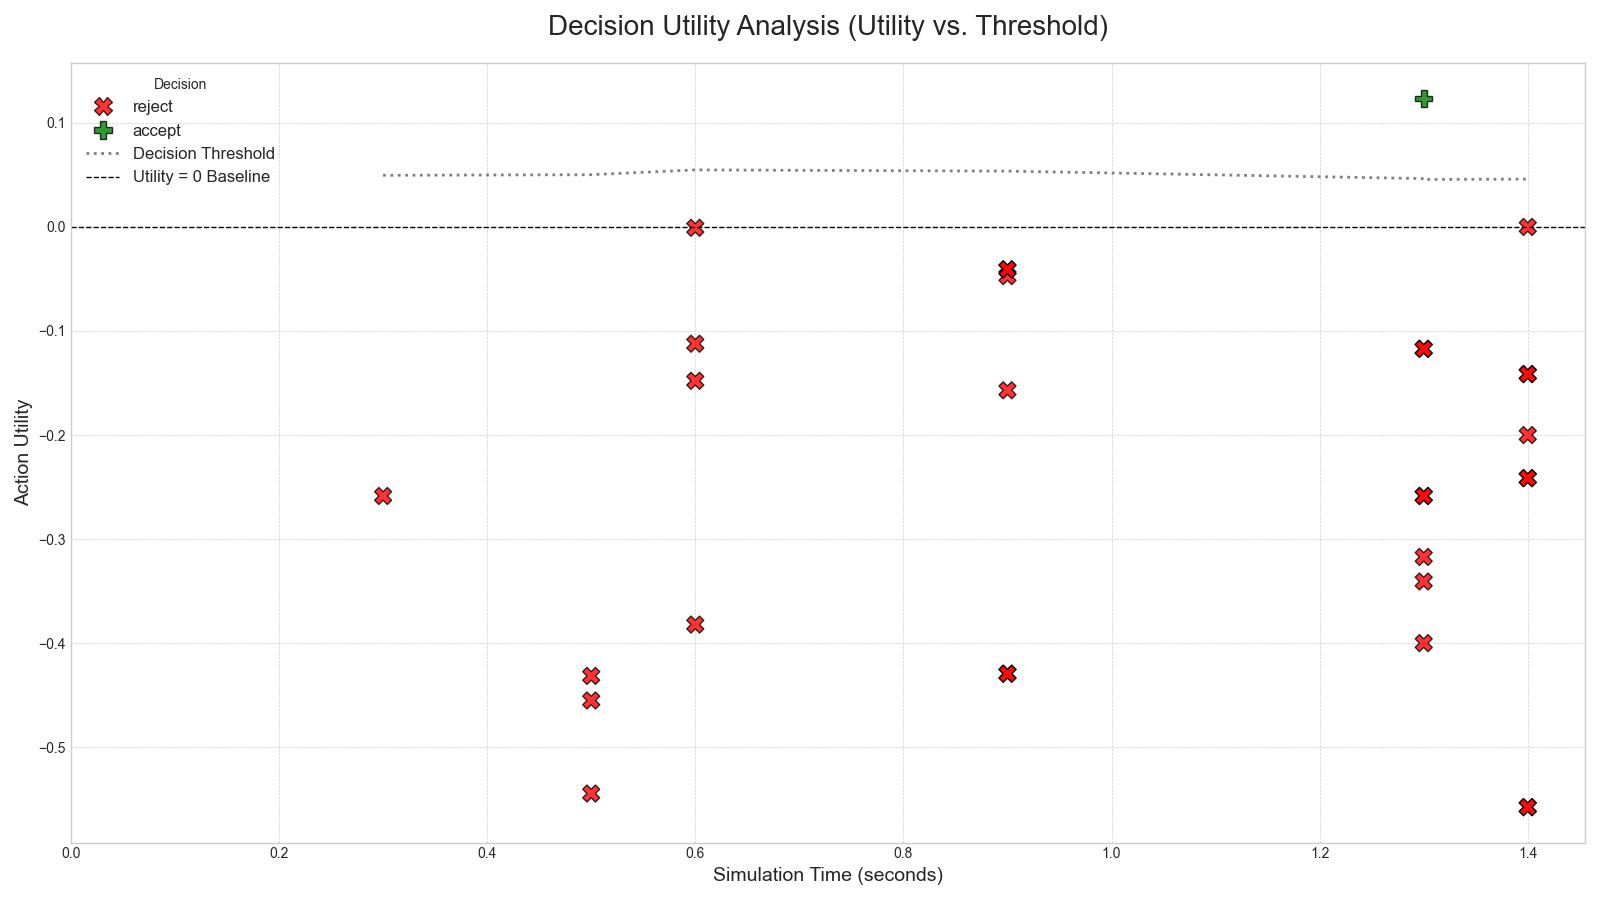 Decision Utility Analysis (Utility vs. Threshold)
Decision
reject
accept
Decision Threshold
Utility = 0 Baseline
Action Utility
0.1
0.0
−0.1
−0.2
−0.3
−0.4
−0.5
0.0 0.2 0.4 0.6 0.8 1.0 1.2 1.4
Simulation Time (seconds)